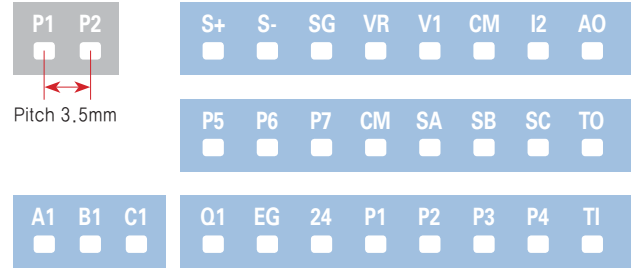 P1 P2
S+ S- SG VR V1 CM I2 AO
Pitch 3.5mm
P5 P6 P7 CM SA SB SC TO
A1 B1 C1
Q1 EG 24 P1 P2 P3 P4 TI